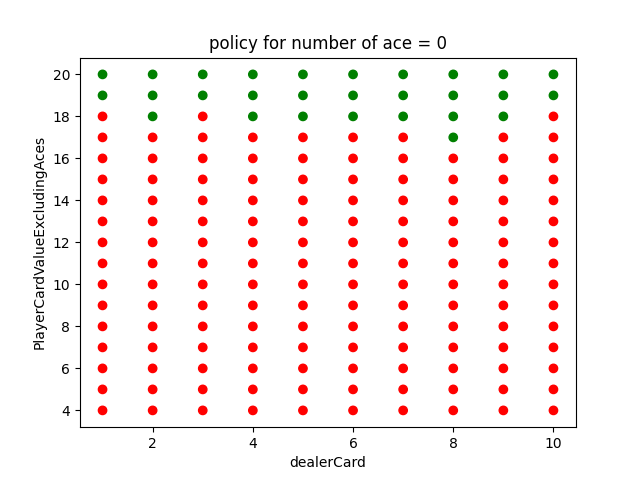 policy for number of ace = 0
PlayerCardValueExcludingAces
20
18
16
14
12
10
8
6
4
2 4 6 8 10
dealerCard